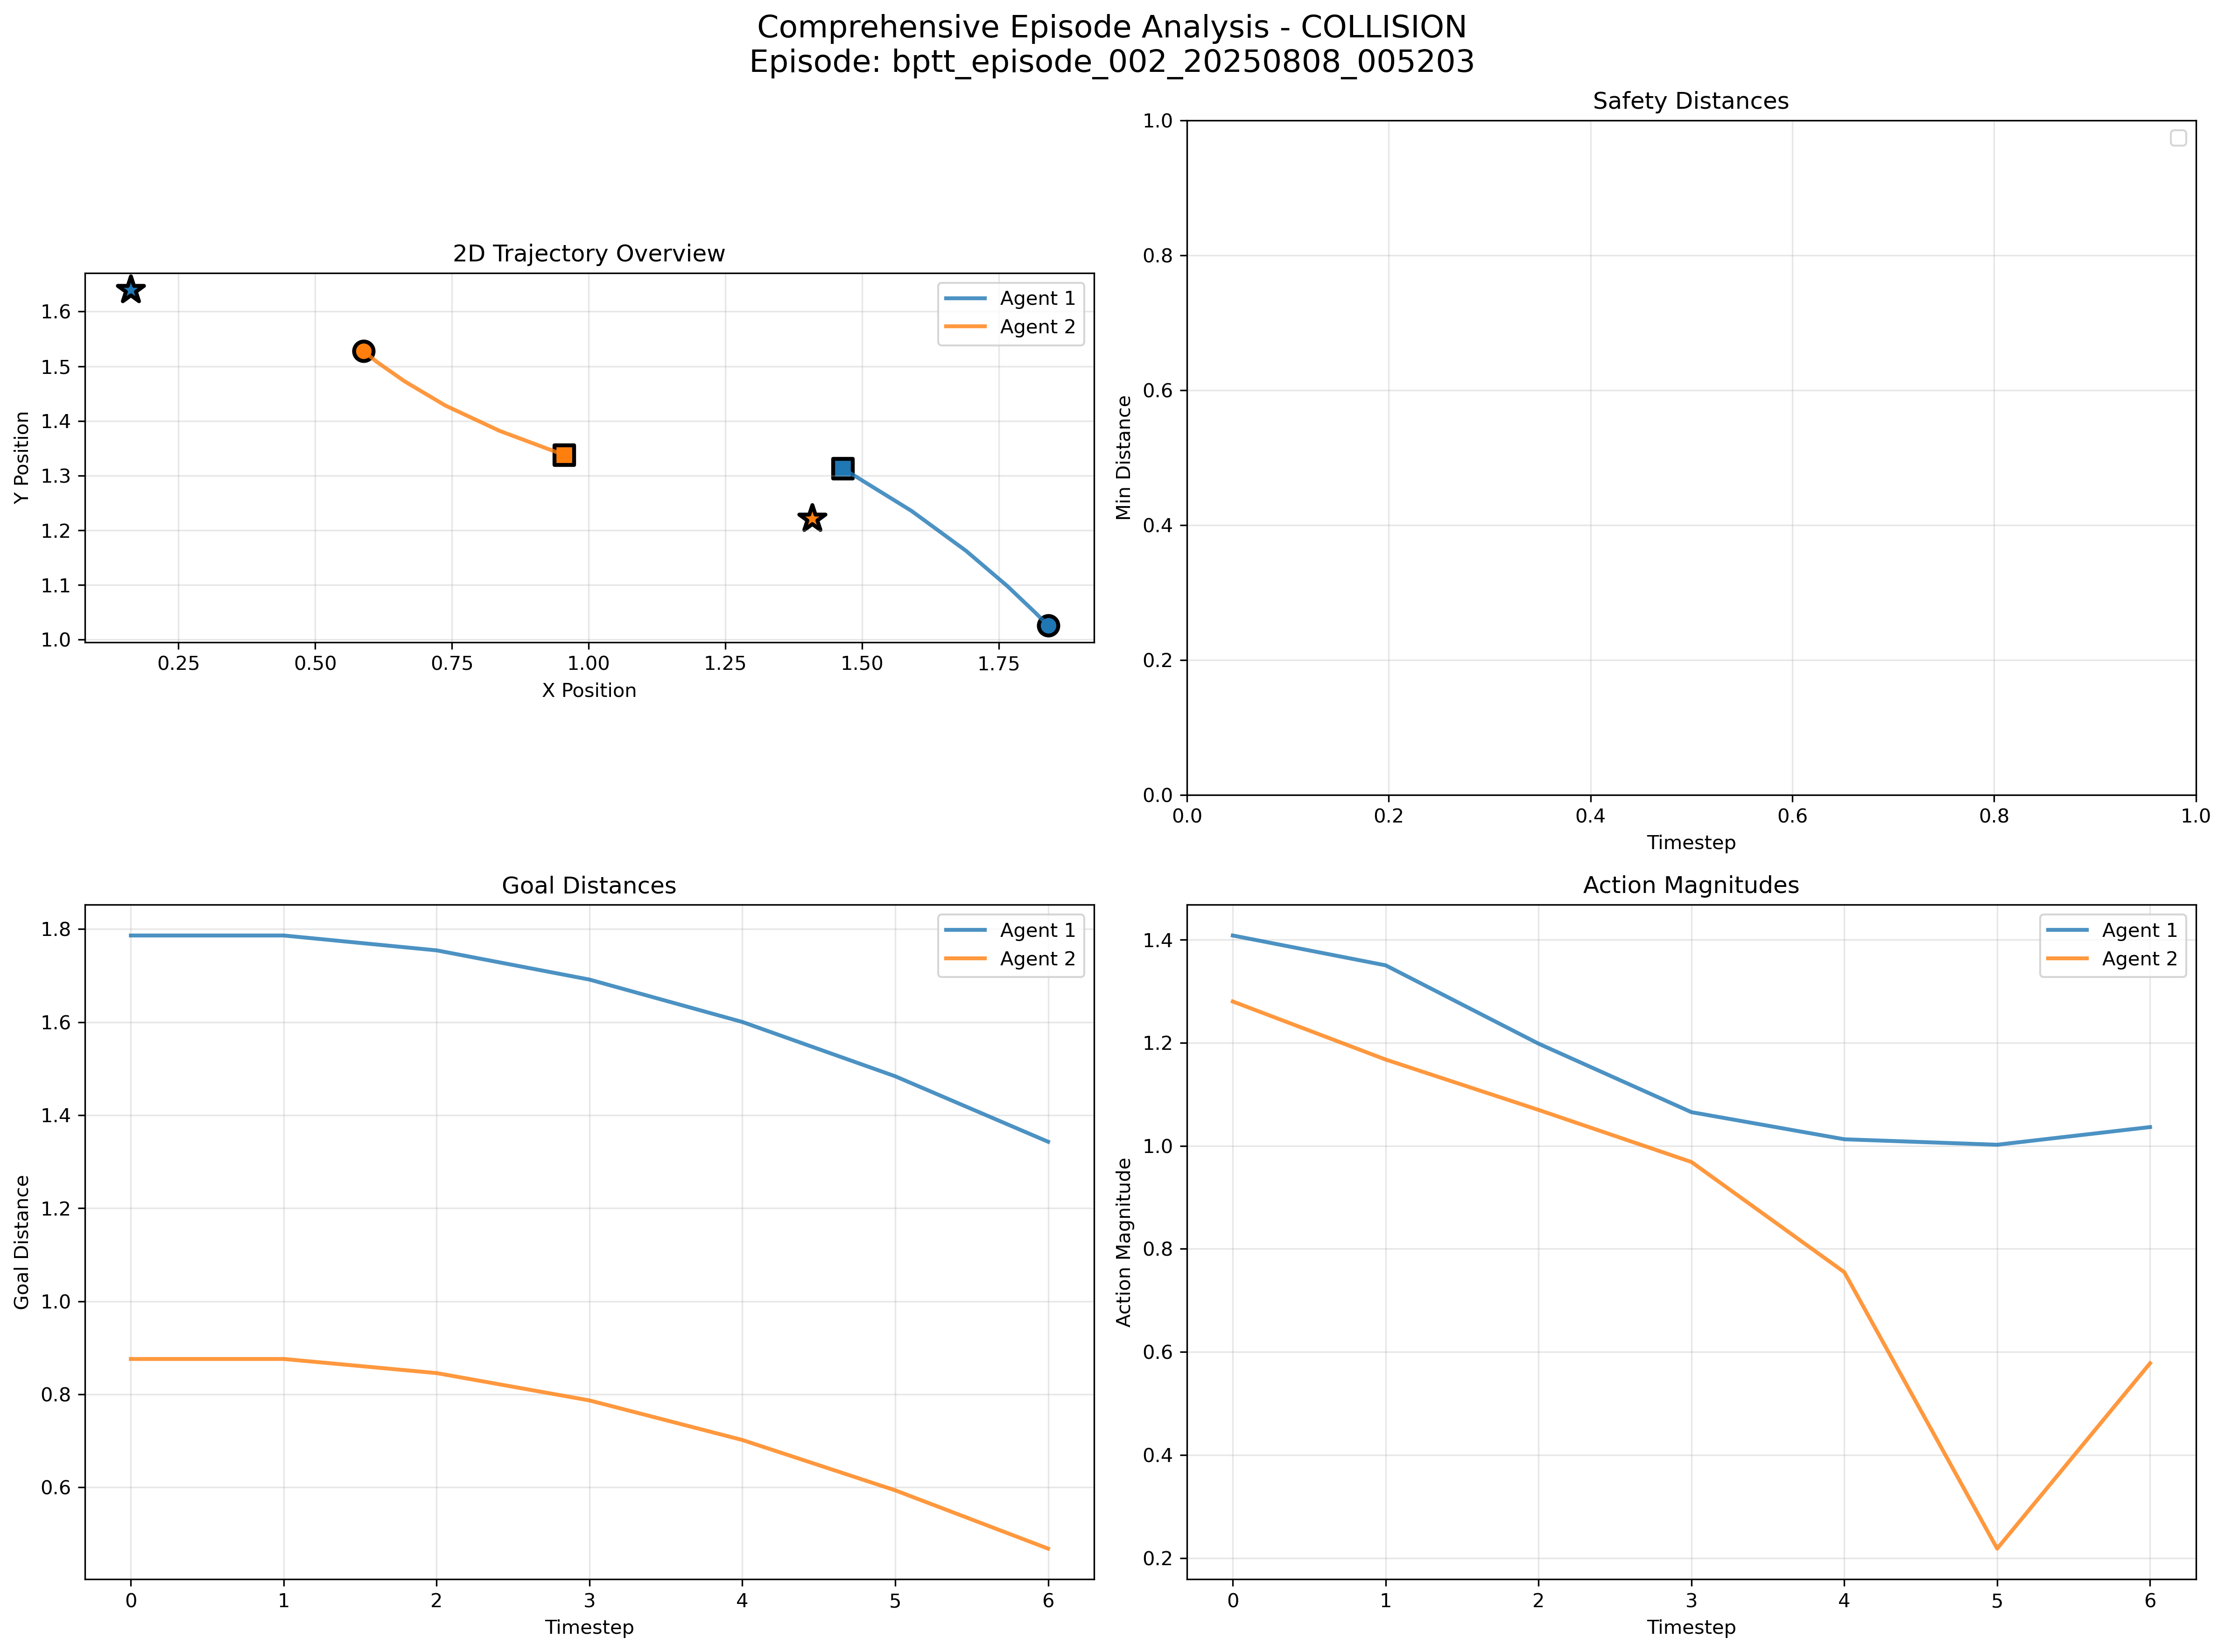 Comprehensive Episode Analysis - COLLISION
Episode: bptt_episode_002_20250808_005203
2D Trajectory Overview
Agent 1
Agent 2
Y Position
1.6
1.5
1.4
1.3
1.2
1.1
1.0
0.25 0.50 0.75 1.00 1.25 1.50 1.75
X Position
Safety Distances
Min Distance
1.0
0.8
0.6
0.4
0.2
0.0
0.0 0.2 0.4 0.6 0.8 1.0
Timestep
Goal Distances
Agent 1
Agent 2
Goal Distance
1.8
1.6
1.4
1.2
1.0
0.8
0.6
0 1 2 3 4 5 6
Timestep
Action Magnitudes
Agent 1
Agent 2
Action Magnitude
1.4
1.2
1.0
0.8
0.6
0.4
0.2
0 1 2 3 4 5 6
Timestep